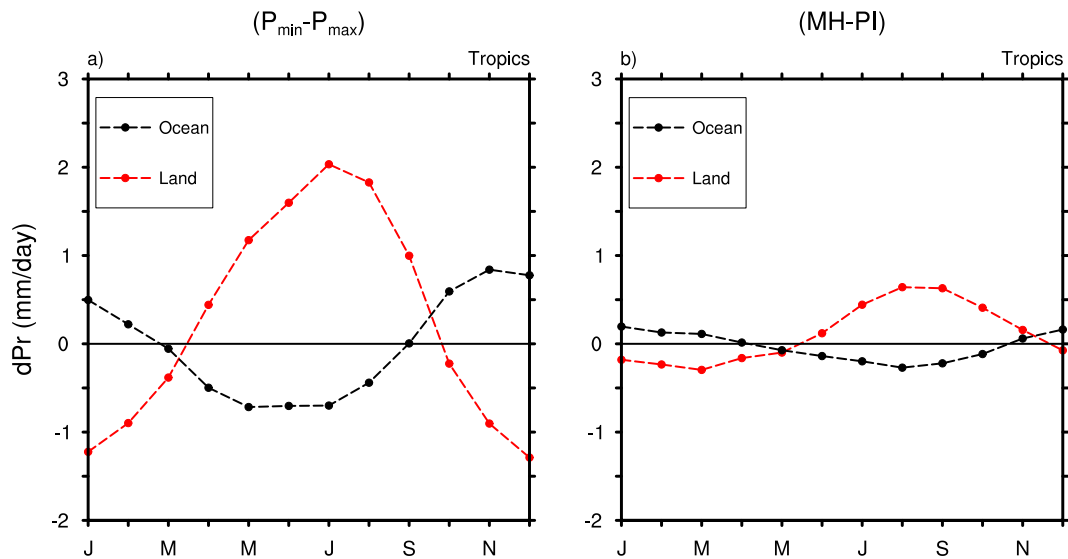 (Pmin-Pmax)
a) Tropics
3
2
1
0
-1
-2
dPr (mm/day)
Ocean
Land
J M M J S N
(MH-PI)
b) Tropics
3
2
1
0
-1
-2
Ocean
Land
J M M J S N